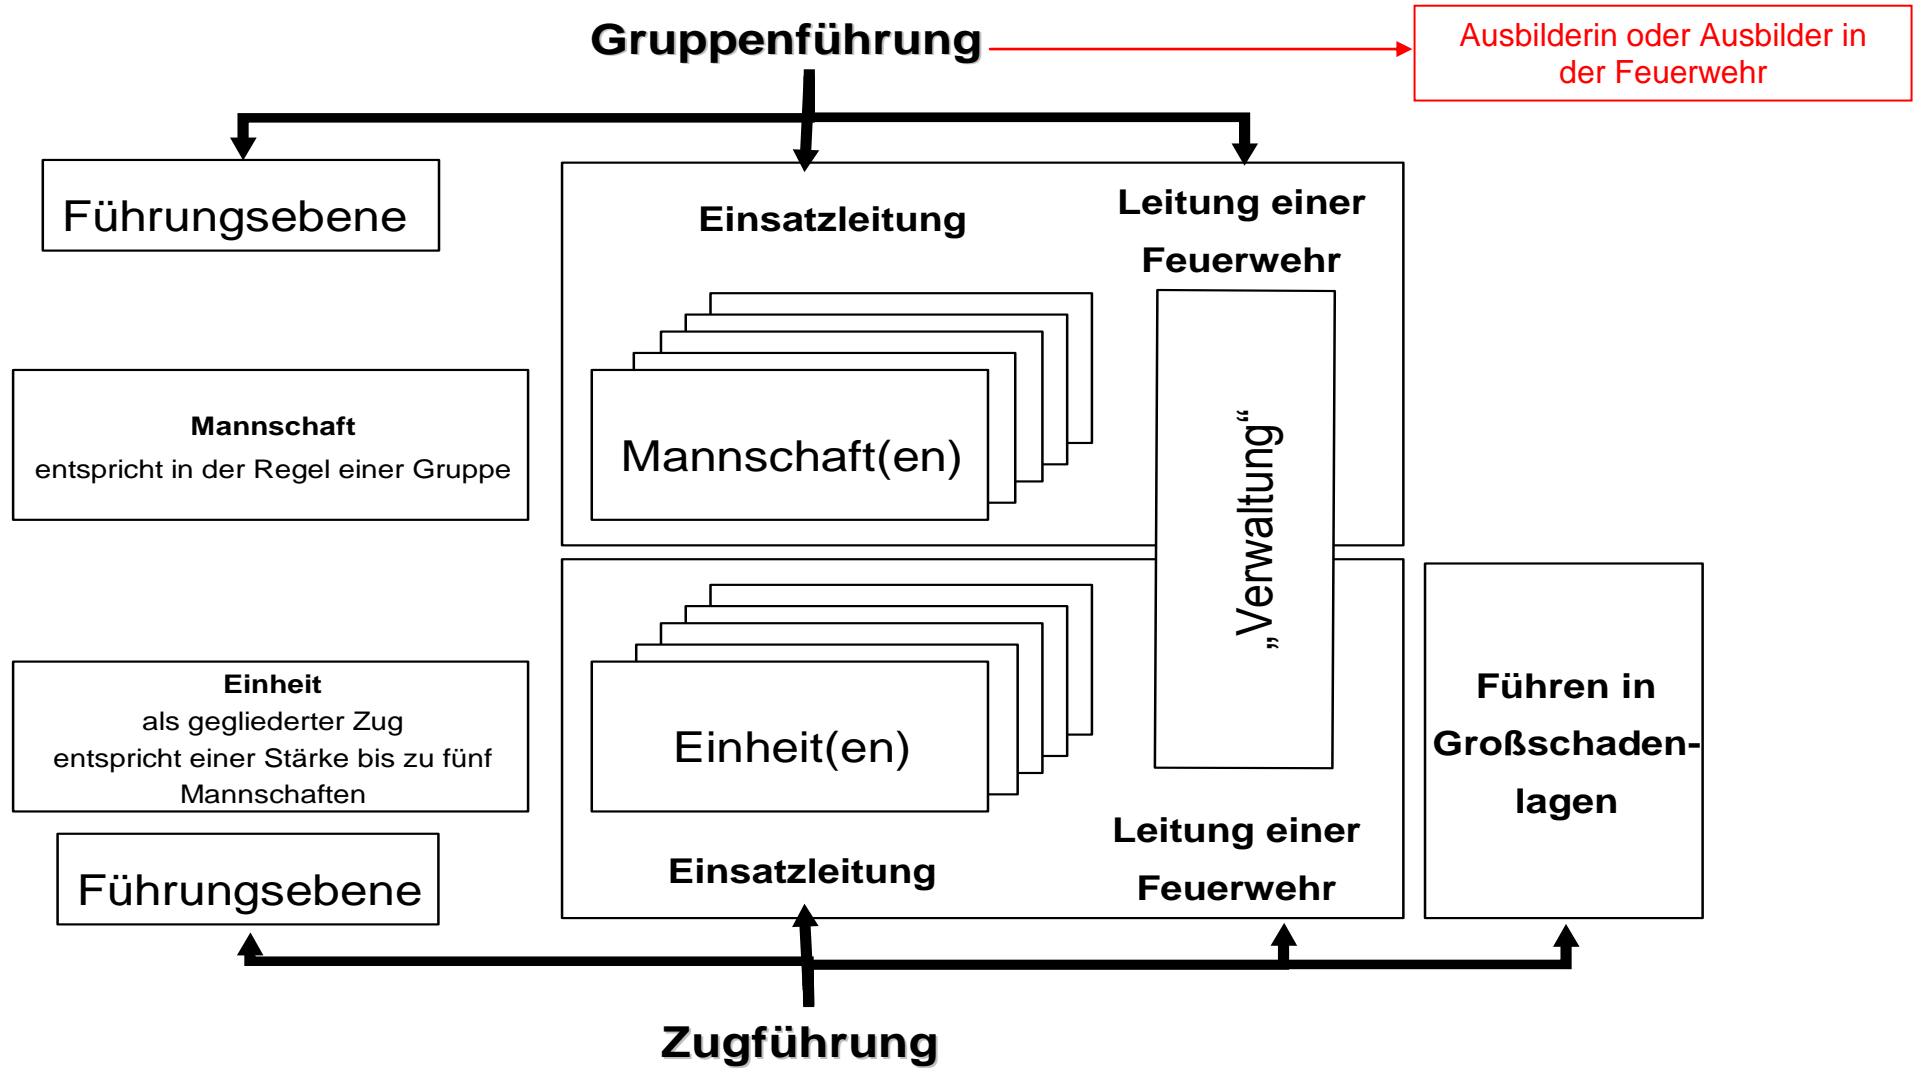 Gruppenführung
Ausbilderin oder Ausbilder in
der Feuerwehr
Führungsebene
Einsatzleitung
Leitung einer
Feuerwehr
Mannschaft
entspricht in der Regel einer Gruppe
Mannschaft(en)
„Verwaltung“
Einheit
als gegliederter Zug
entspricht einer Stärke bis zu fünf
Mannschaften
Einheit(en)
Führen in
Großschaden-
lagen
Führungsebene
Einsatzleitung
Leitung einer
Feuerwehr
Zugführung